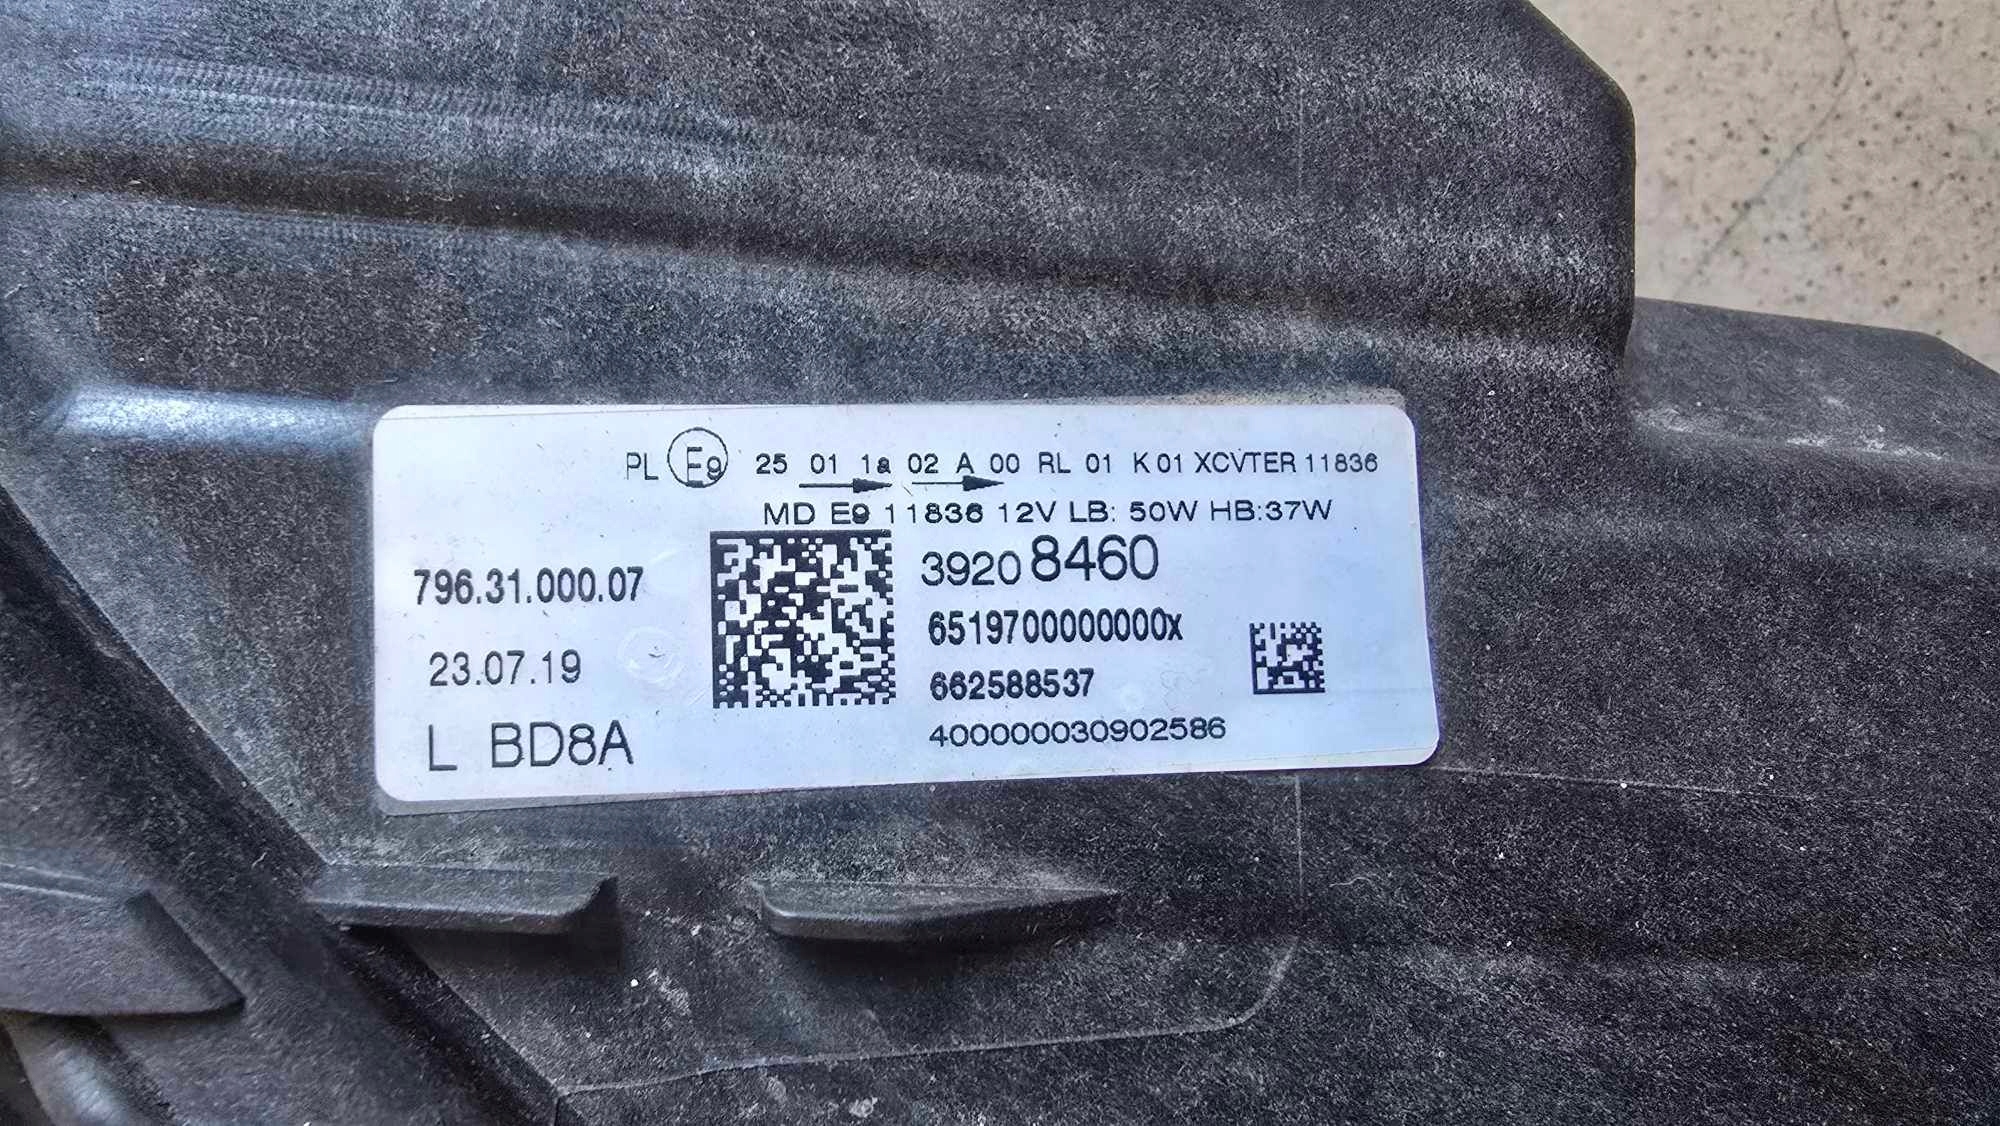 PL E9 25 01 1a 02 A 00 RL 01 K 01 XCVTER 11836
MD E9 11836 12V LB: 50W HB:37W
796.31.000.07
23.07.19
L BD8A
3920 8460
6519700000000x
662588537
400000030902586